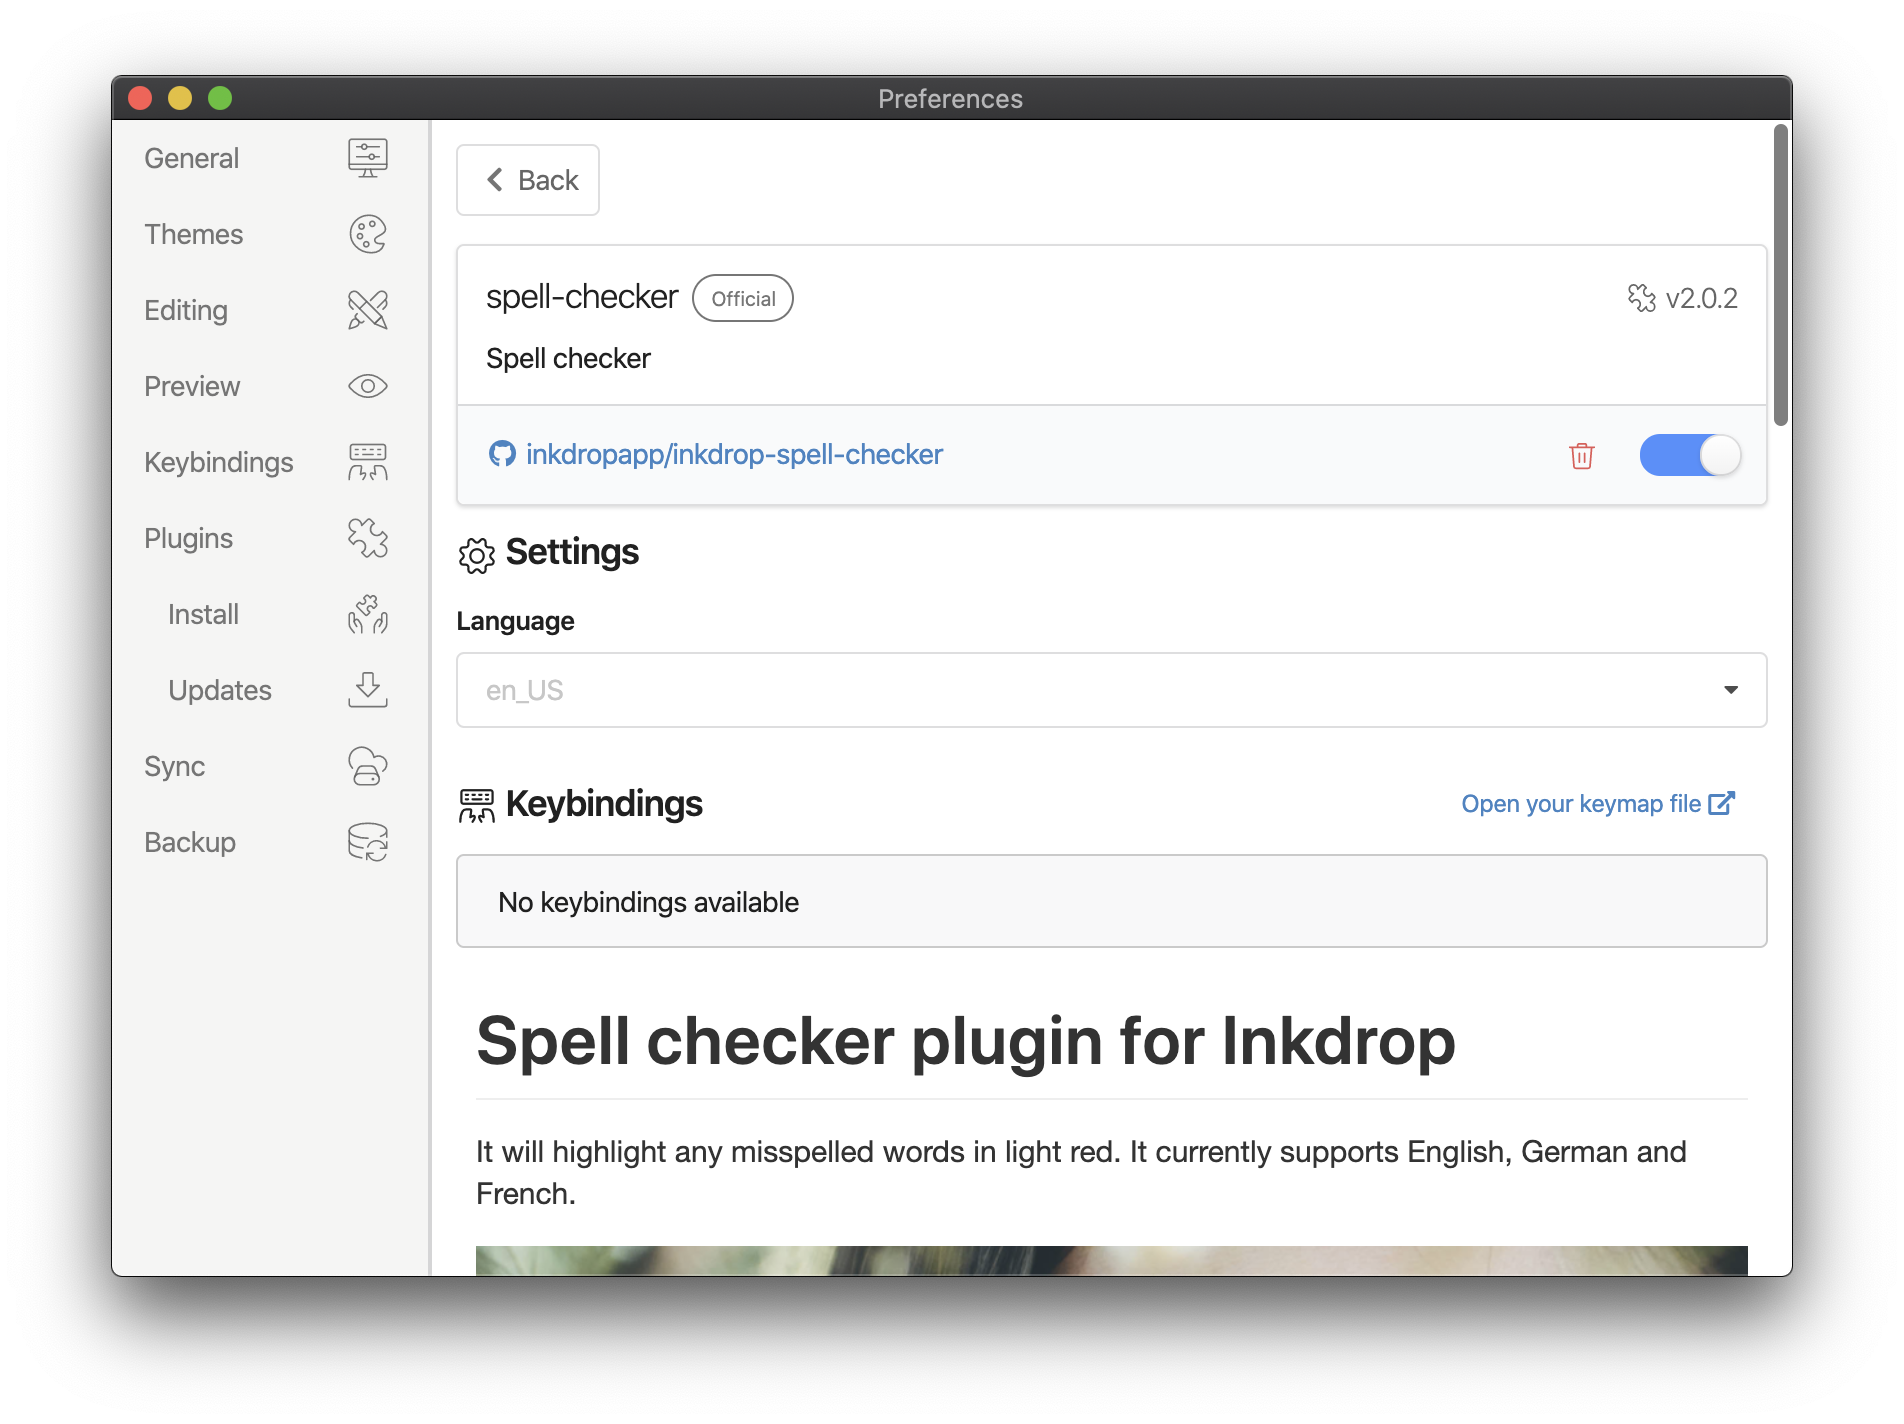 Preferences
General
Themes
Editing
Preview
Keybindings
Plugins
Install
Updates
Sync
Backup
Back
spell-checker Official v2.0.2
Spell checker
inkdropapp/inkdrop-spell-checker
Settings
Language
en_US
Keybindings Open your keymap file
No keybindings available
Spell checker plugin for Inkdrop
It will highlight any misspelled words in light red. It currently supports English, German and
French.